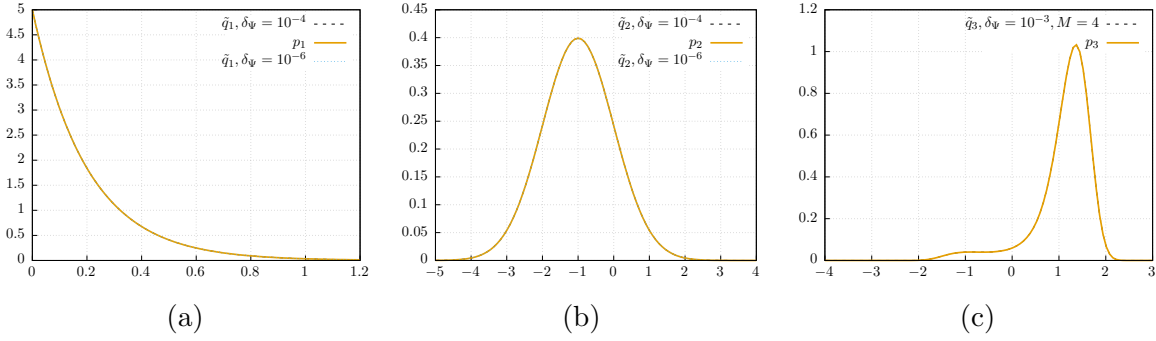 5
4.5
4
3.5
3
2.5
2
1.5
1
0.5
0
0 0.2 0.4 0.6 0.8 1 1.2
q̃₁, δ_Ψ = 10⁻⁴
p₁
q̃₁, δ_Ψ = 10⁻⁶
(a)
0.45
0.4
0.35
0.3
0.25
0.2
0.15
0.1
0.05
0
−5 −4 −3 −2 −1 0 1 2 3 4
q̃₂, δ_Ψ = 10⁻⁴
p₂
q̃₂, δ_Ψ = 10⁻⁶
(b)
1.2
1
0.8
0.6
0.4
0.2
0
−4 −3 −2 −1 0 1 2 3
q̃₃, δ_Ψ = 10⁻³, M = 4
p₃
(c)